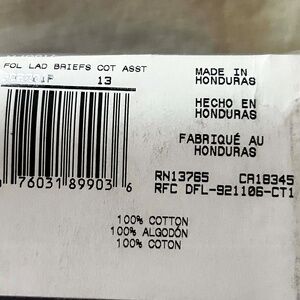 FOL LAD BRIEFS COT ASST
13
MADE IN
HONDURAS
HECHO EN
HONDURAS
FABRIQUÉ AU
HONDURAS
RN13765 CA18345
RFC DFL-921106-CT1
76031 89903 6
100% COTTON
100% ALGODÓN
100% COTON